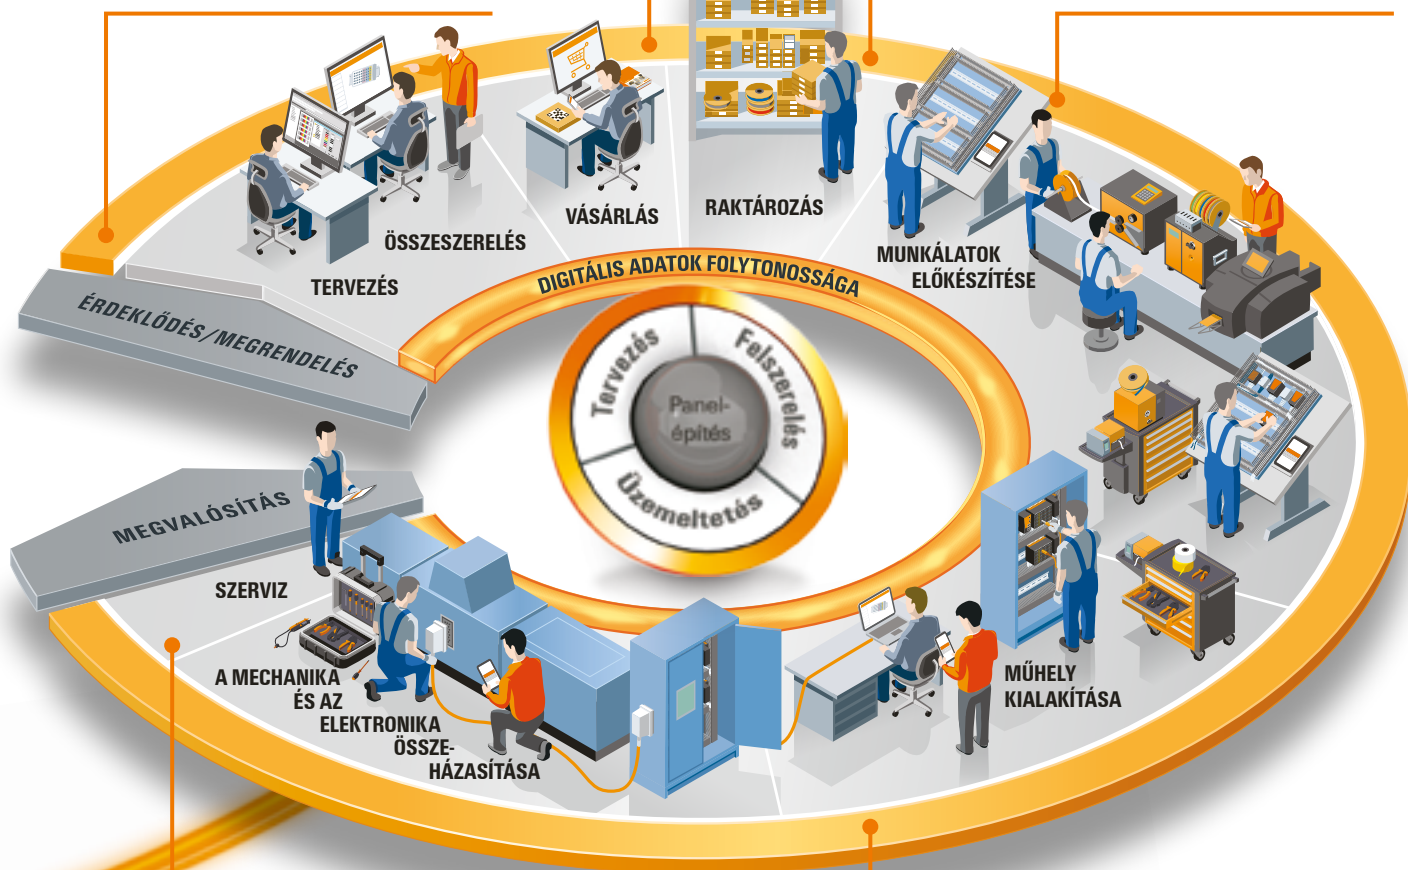 ÖSSZESZERELÉS
TERVEZÉS
VÁSÁRLÁS
RAKTÁROZÁS
MUNKÁLATOK
ELŐKÉSZÍTÉSE
ÉRDEKLŐDÉS/MEGRENDELÉS
DIGITÁLIS ADATOK FOLYTONOSSÁGA
Tervezés
Felszerelés
Panel-
építés
Üzemeltetés
MEGVALÓSÍTÁS
SZERVIZ
A MECHANIKA
ÉS AZ
ELEKTRONIKA
ÖSSZE-
HÁZASÍTÁSA
MŰHELY
KIALAKÍTÁSA